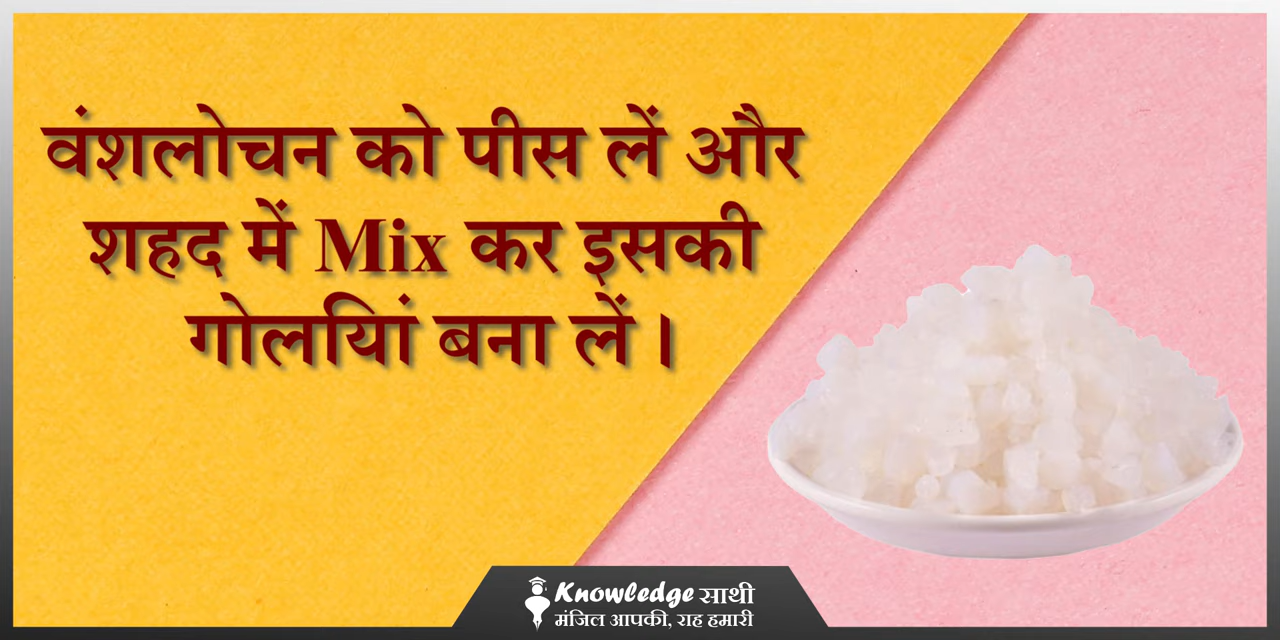 वंशलोचन को पीस लें और
शहद में Mix कर इसकी
गोलयिां बना लें।
Knowledge साथी
मंजिल आपकी, राह हमारी